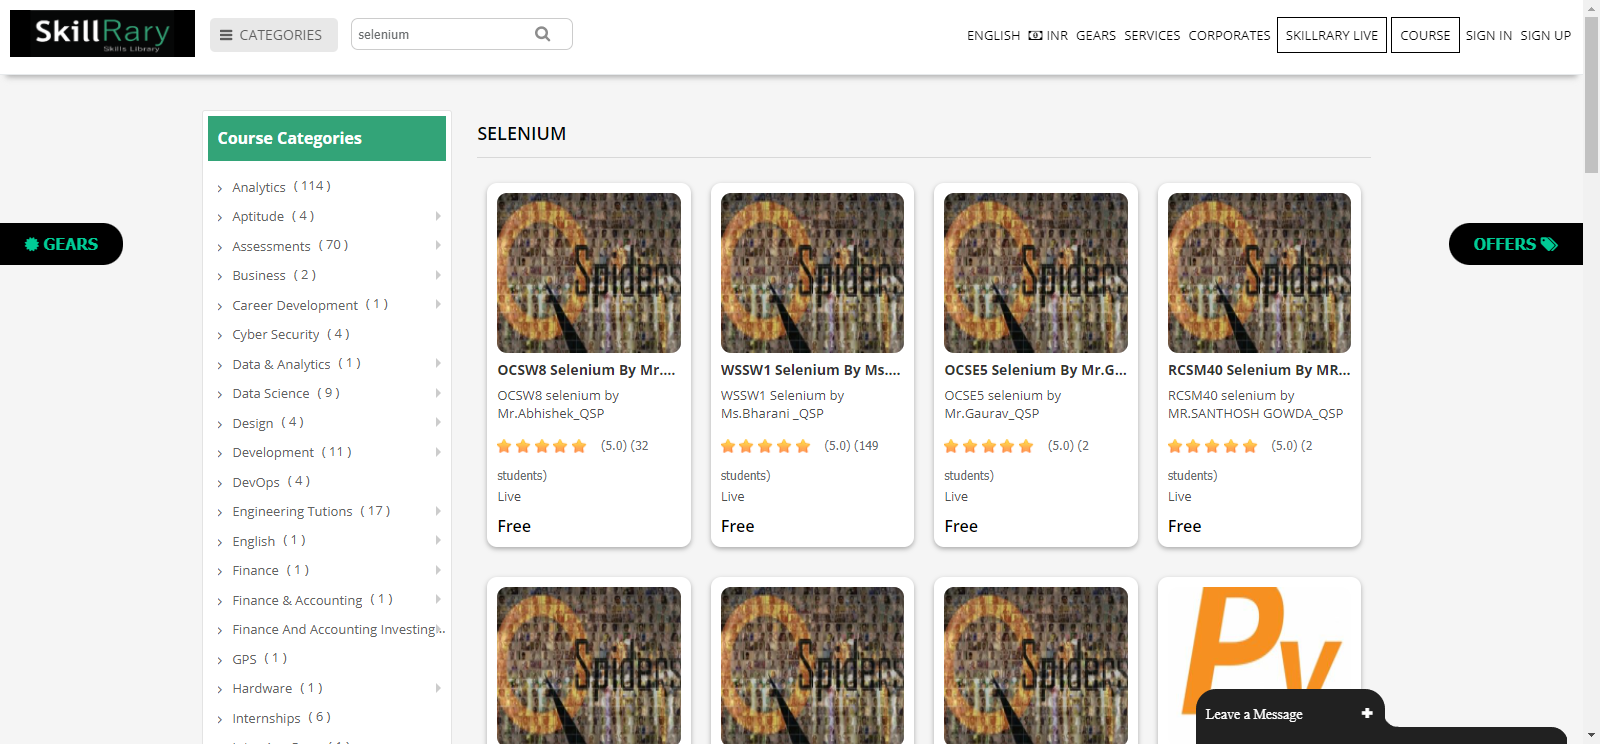 SkillRary
Skills Library
CATEGORIES
selenium
ENGLISH INR GEARS SERVICES CORPORATES SKILLRARY LIVE COURSE SIGN IN SIGN UP
Course Categories
Analytics ( 114 )
Aptitude ( 4 )
Assessments ( 70 )
Business ( 2 )
Career Development ( 1 )
Cyber Security ( 4 )
Data & Analytics ( 1 )
Data Science ( 9 )
Design ( 4 )
Development ( 11 )
DevOps ( 4 )
Engineering Tutions ( 17 )
English ( 1 )
Finance ( 1 )
Finance & Accounting ( 1 )
Finance And Accounting Investing..
GPS ( 1 )
Hardware ( 1 )
Internships ( 6 )
GEARS
OFFERS
SELENIUM
Spiders
OCSW8 Selenium By Mr....
OCSW8 selenium by
Mr.Abhishek_QSP
(5.0) (32
students)
Live
Free
Spiders
WSSW1 Selenium By Ms....
WSSW1 Selenium by
Ms.Bharani _QSP
(5.0) (149
students)
Live
Free
Spiders
OCSE5 Selenium By Mr.G...
OCSE5 selenium by
Mr.Gaurav_QSP
(5.0) (2
students)
Live
Free
Spiders
RCSM40 Selenium By MR...
RCSM40 selenium by
MR.SANTHOSH GOWDA_QSP
(5.0) (2
students)
Live
Free
Spiders
Spiders
Spiders
Py
Leave a Message